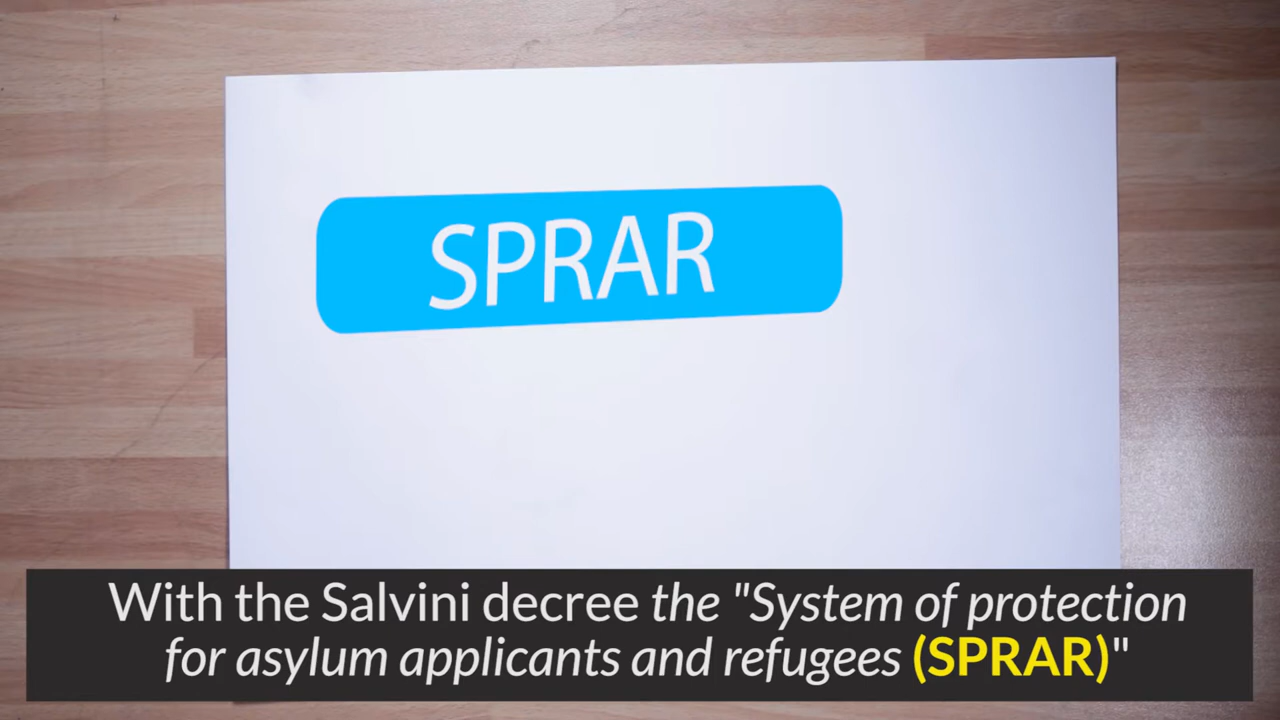 SPRAR
With the Salvini decree the "System of protection
for asylum applicants and refugees (SPRAR)"